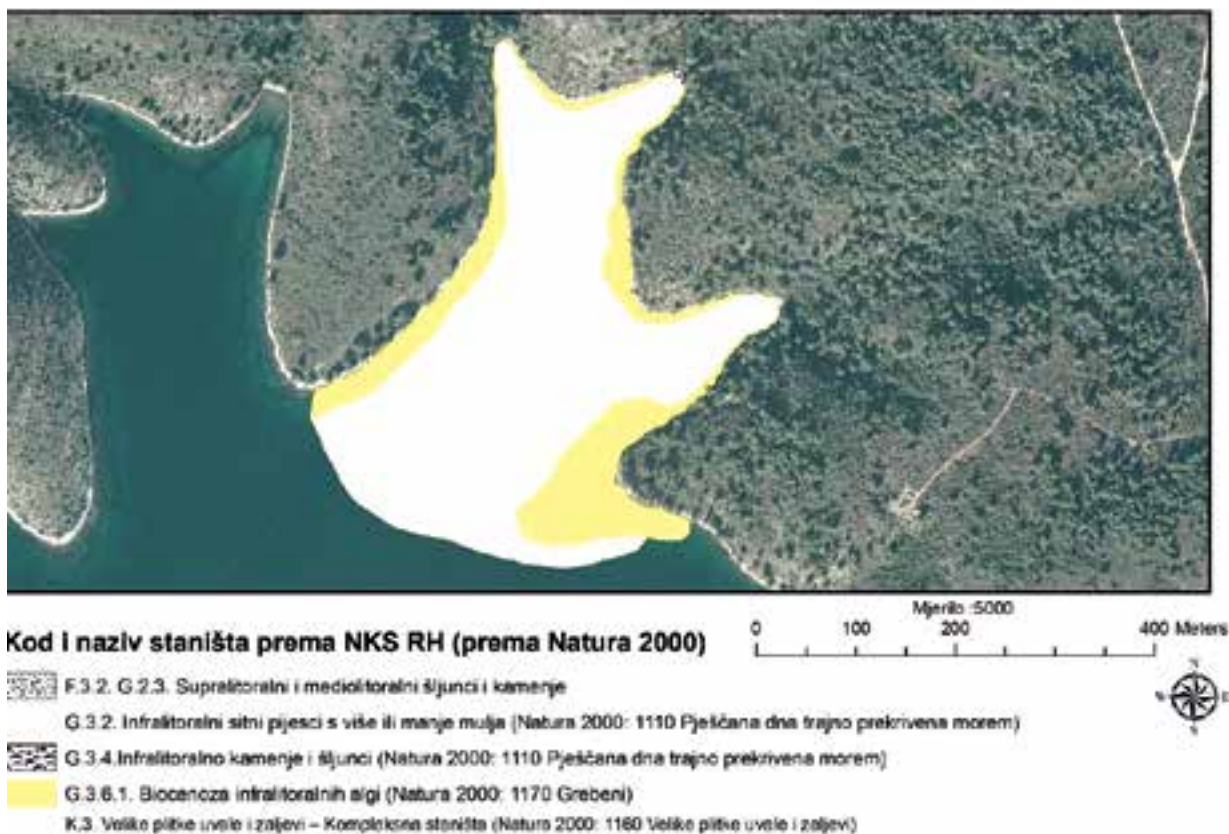 Mjerilo :5000
0 100 200 400 Meters
Kod i naziv staništa prema NKS RH (prema Natura 2000)
F.3.2. G.2.3. Supralitoralni i mediolitoralni šljunci i kamenje
G.3.2. Infralitoralni sitni pijesci s više ili manje mulja (Natura 2000: 1110 Pješčana dna trajno prekrivena morem)
G.3.4.Infralitoralno kamenje i šljunci (Natura 2000: 1110 Pješčana dna trajno prekrivena morem)
G.3.6.1. Biocenoza infralitoralnih algi (Natura 2000: 1170 Grebeni)
K.3. Velike plitke uvale i zaljevi – Kompleksna staništa (Natura 2000: 1160 Velike plitke uvale i zaljevi)